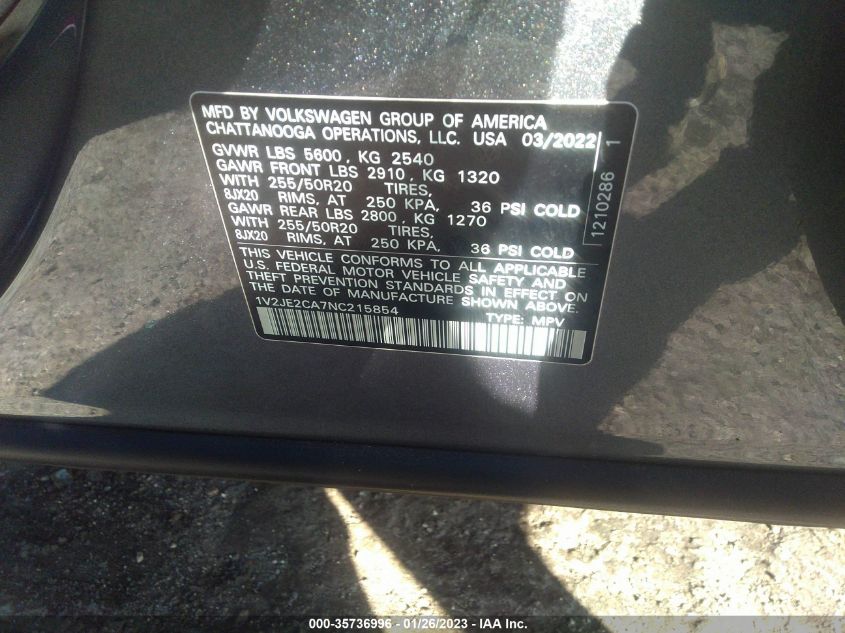 MFD BY VOLKSWAGEN GROUP OF AMERICA
CHATTANOOGA OPERATIONS, LLC. USA 03/2022
GVWR LBS 5600, KG 2540
GAWR FRONT LBS 2910, KG 1320
WITH 255/50R20 TIRES,
8JX20 RIMS, AT 250 KPA, 36 PSI COLD
GAWR REAR LBS 2800, KG 1270
WITH 255/50R20 TIRES,
8JX20 RIMS, AT 250 KPA, 36 PSI COLD
THIS VEHICLE CONFORMS TO ALL APPLICABLE
U.S. FEDERAL MOTOR VEHICLE SAFETY AND
THEFT PREVENTION STANDARDS IN EFFECT ON
THE DATE OF MANUFACTURE SHOWN ABOVE.
1V2JE2CA7NC215854
TYPE: MPV
1210286 1
000-35736996 - 01/26/2023 - IAA Inc.